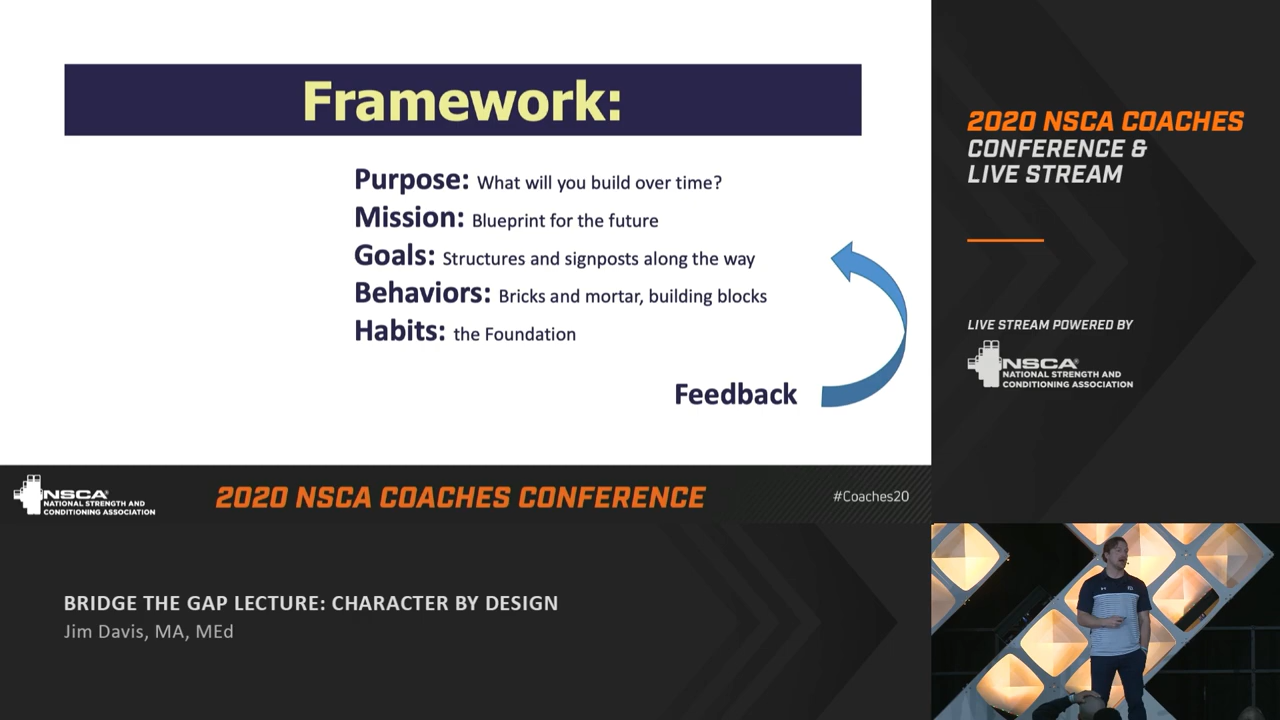 Framework:
Purpose: What will you build over time?
Mission: Blueprint for the future
Goals: Structures and signposts along the way
Behaviors: Bricks and mortar, building blocks
Habits: the Foundation
Feedback
NSCA®
NATIONAL STRENGTH AND
CONDITIONING ASSOCIATION
2020 NSCA COACHES CONFERENCE
#Coaches20
BRIDGE THE GAP LECTURE: CHARACTER BY DESIGN
Jim Davis, MA, MEd
2020 NSCA COACHES
CONFERENCE &
LIVE STREAM
LIVE STREAM POWERED BY
NSCA®
NATIONAL STRENGTH AND
CONDITIONING ASSOCIATION